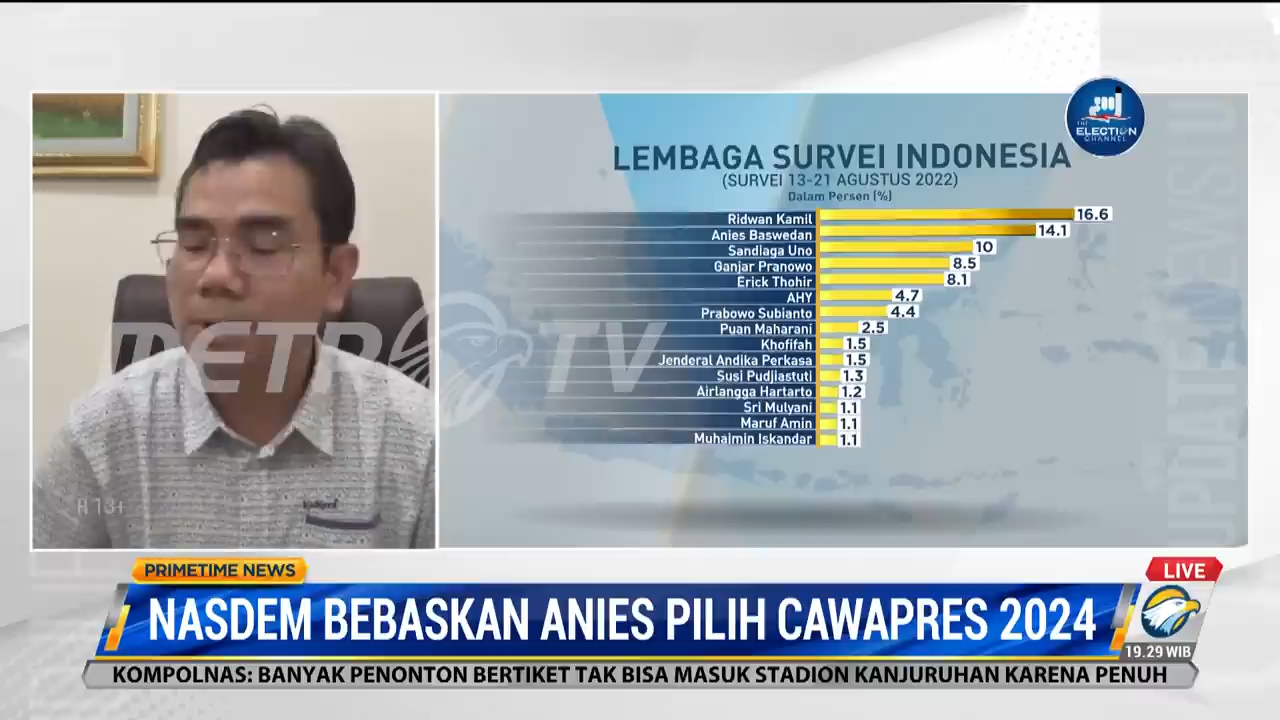 THE
ELECTION
CHANNEL
LEMBAGA SURVEI INDONESIA
(SURVEI 13-21 AGUSTUS 2022)
Dalam Persen (%)
Ridwan Kamil 16.6
Anies Baswedan 14.1
Sandiaga Uno 10
Ganjar Pranowo 8.5
Erick Thohir 8.1
AHY 4.7
Prabowo Subianto 4.4
Puan Maharani 2.5
Khofifah 1.5
Jenderal Andika Perkasa 1.5
Susi Pudjiastuti 1.3
Airlangga Hartarto 1.2
Sri Mulyani 1.1
Maruf Amin 1.1
Muhaimin Iskandar 1.1
METRO TV
R 13+
PRIMETIME NEWS
LIVE
NASDEM BEBASKAN ANIES PILIH CAWAPRES 2024
19.29 WIB
KOMPOLNAS: BANYAK PENONTON BERTIKET TAK BISA MASUK STADION KANJURUHAN KARENA PENUH